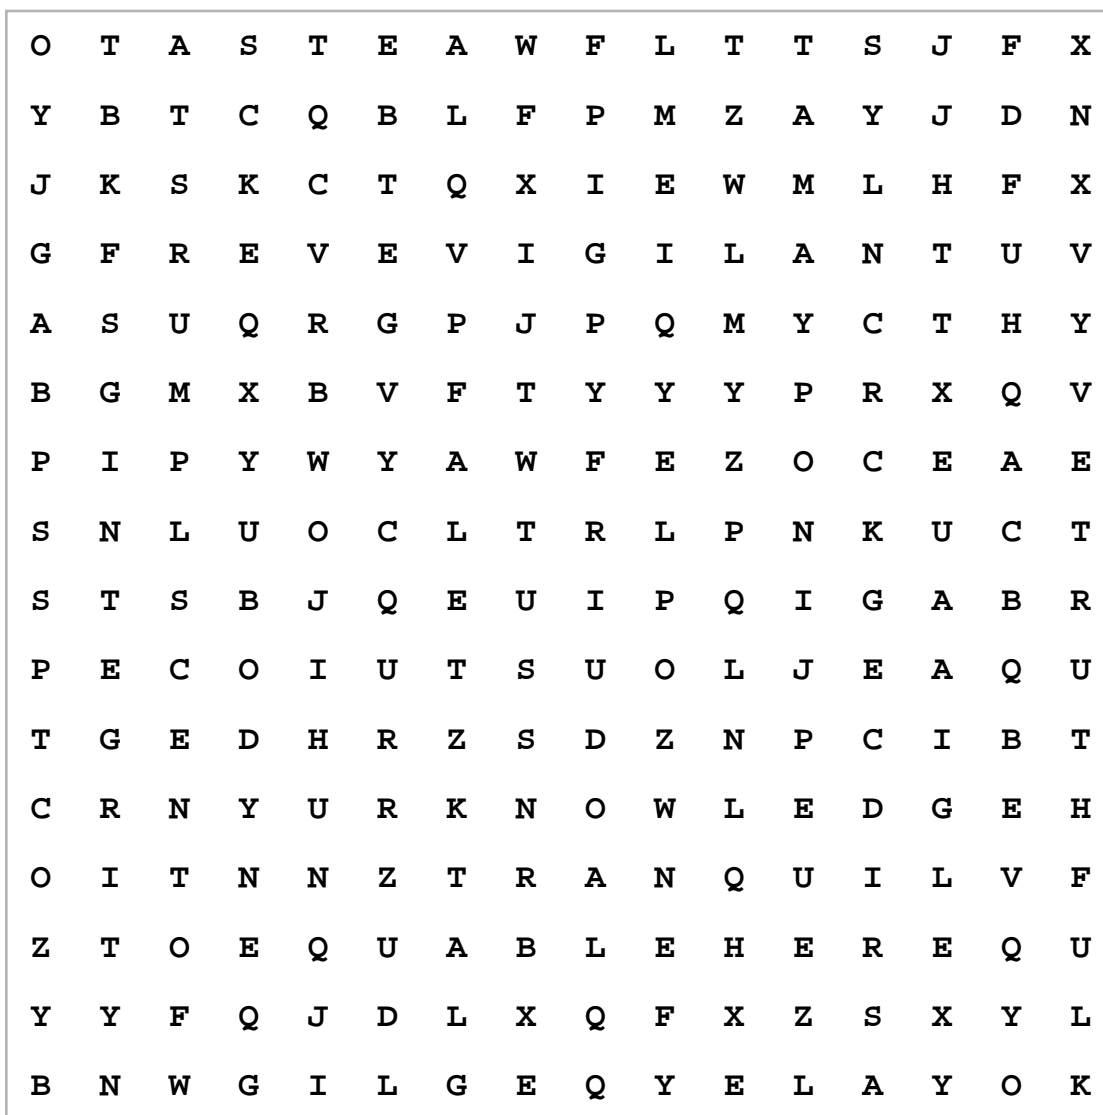 O T A S T E A W F L T T S J F X
Y B T C Q B L F P M Z A Y J D N
J K S K C T Q X I E W M L H F X
G F R E V E V I G I L A N T U V
A S U Q R G P J P Q M Y C T H Y
B G M X B V F T Y Y Y P R X Q V
P I P Y W Y A W F E Z O C E A E
S N L U O C L T R L P N K U C T
S T S B J Q E U I P Q I G A B R
P E C O I U T S U O L J E A Q U
T G E D H R Z S D Z N P C I B T
C R N Y U R K N O W L E D G E H
O I T N N Z T R A N Q U I L V F
Z T O E Q U A B L E H E R E Q U
Y Y F Q J D L X Q F X Z S X Y L
B N W G I L G E Q Y E L A Y O K